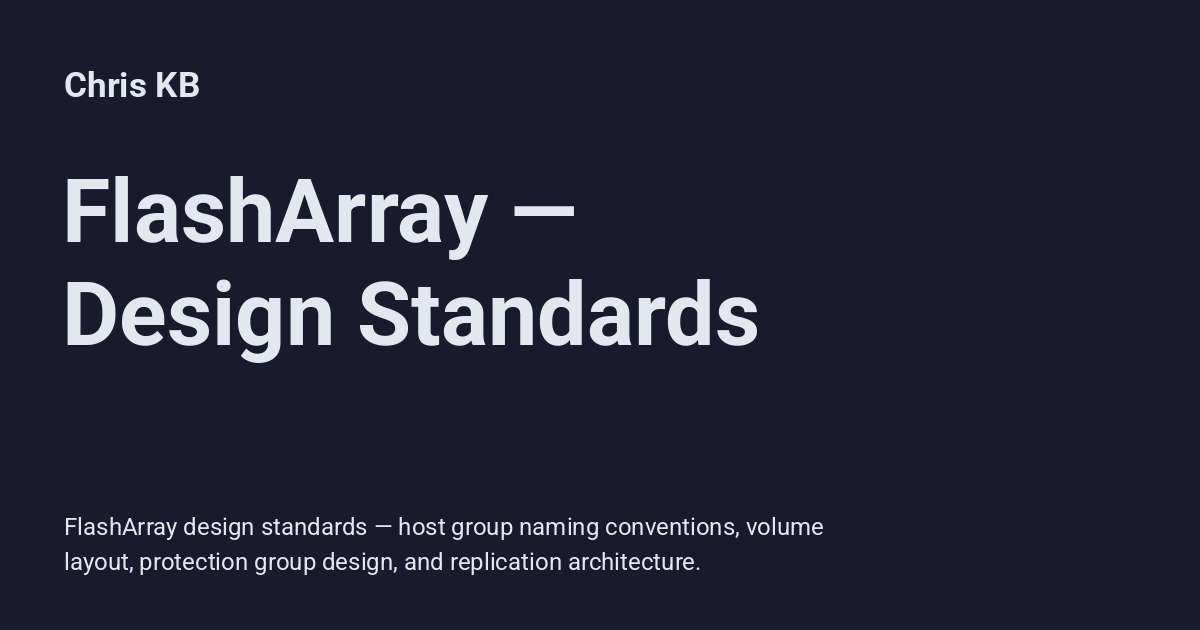 Chris KB
FlashArray —
Design Standards
FlashArray design standards — host group naming conventions, volume
layout, protection group design, and replication architecture.